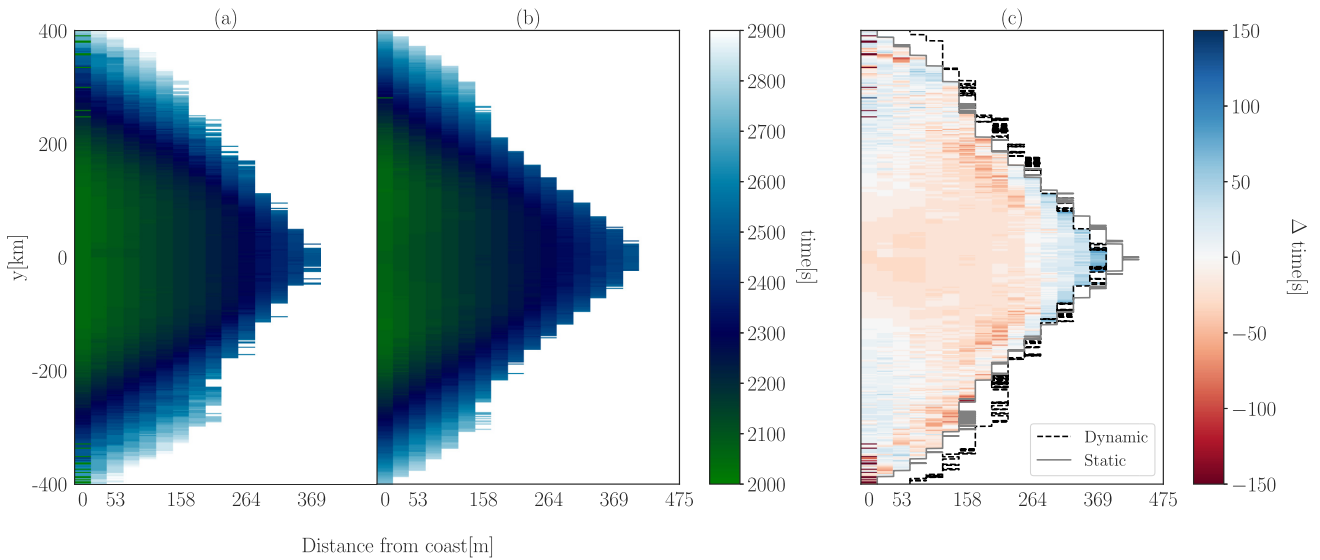 (a)
(b)
(c)
400
200
0
-200
-400
y[km]
0 53 158 264 369
0 53 158 264 369 475
2900
2800
2700
2600
2500
2400
2300
2200
2100
2000
time[s]
Dynamic
Static
0 53 158 264 369 475
150
100
50
0
−50
−100
−150
Δ time[s]
Distance from coast[m]